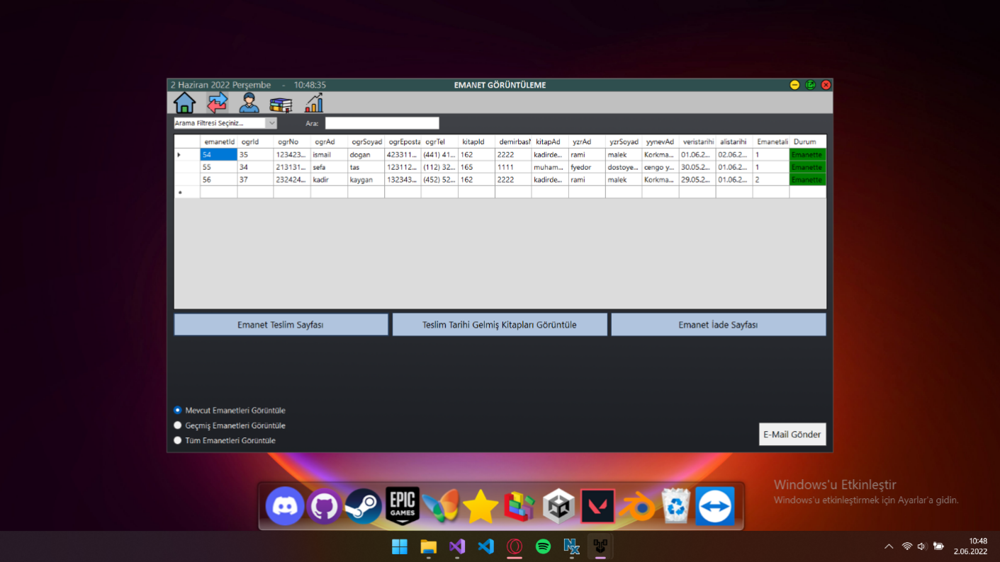 2 Haziran 2022 Perşembe - 10:48:35 EMANET GÖRÜNTÜLEME
Arama Filtresi Seçiniz... Ara:
emanetId ogrId ogrNo ogrAd ogrSoyad ogrEposta ogrTel kitapId demirbasN kitapAd yzrAd yzrSoyad yynevAd veristarihi alistarihi Emanetali Durum
54 35 123423... ismail dogan 423311... (441) 41... 162 2222 kadirde... rami malek Korkma... 01.06.2... 02.06.2... 1 Emanette
55 34 213131... sefa tas 123112... (112) 32... 165 1111 muham... fyedor dostoye... cengo y... 30.05.2... 01.06.2... 1 Emanette
56 37 232424... kadir kaygan 132343... (452) 52... 162 2222 kadirde... rami malek Korkma... 29.05.2... 01.06.2... 2 Emanette
Emanet Teslim Sayfası Teslim Tarihi Gelmiş Kitapları Görüntüle Emanet İade Sayfası
Mevcut Emanetleri Görüntüle
Geçmiş Emanetleri Görüntüle
Tüm Emanetleri Görüntüle
E-Mail Gönder
Windows'u Etkinleştir
Windows'u etkinleştirmek için Ayarlar'a gidin.
EPIC
GAMES
10:48
2.06.2022